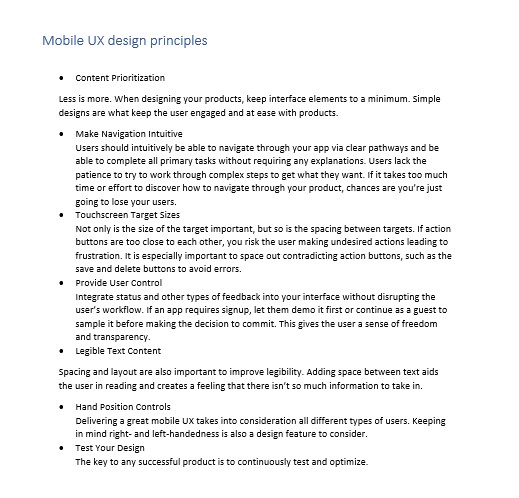 Mobile UX design principles
• Content Prioritization
Less is more. When designing your products, keep interface elements to a minimum. Simple
designs are what keep the user engaged and at ease with products.
• Make Navigation Intuitive
Users should intuitively be able to navigate through your app via clear pathways and be
able to complete all primary tasks without requiring any explanations. Users lack the
patience to try to work through complex steps to get what they want. If it takes too much
time or effort to discover how to navigate through your product, chances are you're just
going to lose your users.
• Touchscreen Target Sizes
Not only is the size of the target important, but so is the spacing between targets. If action
buttons are too close to each other, you risk the user making undesired actions leading to
frustration. It is especially important to space out contradicting action buttons, such as the
save and delete buttons to avoid errors.
• Provide User Control
Integrate status and other types of feedback into your interface without disrupting the
user's workflow. If an app requires signup, let them demo it first or continue as a guest to
sample it before making the decision to commit. This gives the user a sense of freedom
and transparency.
• Legible Text Content
Spacing and layout are also important to improve legibility. Adding space between text aids
the user in reading and creates a feeling that there isn't so much information to take in.
• Hand Position Controls
Delivering a great mobile UX takes into consideration all different types of users. Keeping
in mind right- and left-handedness is also a design feature to consider.
• Test Your Design
The key to any successful product is to continuously test and optimize.